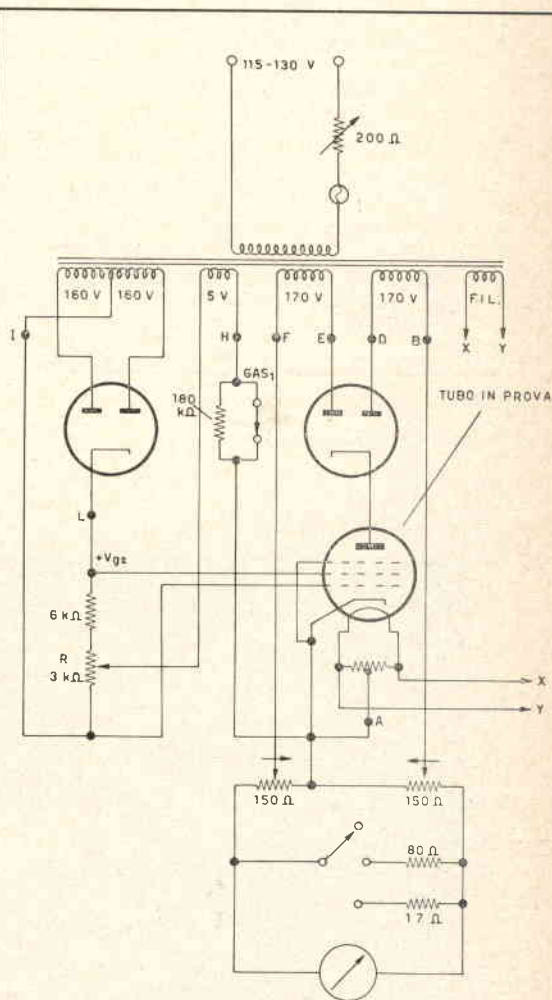 115-130 V
200 Ω
160 V 160 V 5 V 170 V 170 V FIL.
I H F E D B X Y
GAS1
180 kΩ
TUBO IN PROVA
L
+Vg2
6 kΩ
R
3 kΩ
X
Y
A
150 Ω 150 Ω
80 Ω
17 Ω